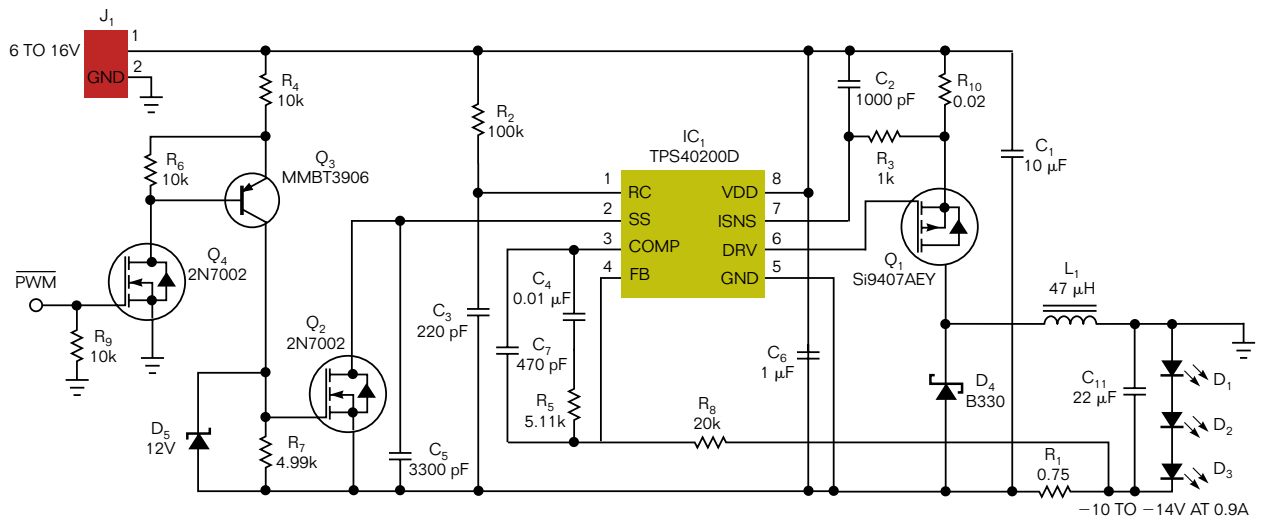 J1
6 TO 16V
1
2
GND
R4
10k
R6
10k
Q3
MMBT3906
Q4
2N7002
PWM
R9
10k
Q2
2N7002
D5
12V
R7
4.99k
C5
3300 pF
R2
100k
C3
220 pF
C7
470 pF
C4
0.01 µF
R5
5.11k
IC1
TPS40200D
1
RC
2
SS
3
COMP
4
FB
VDD
8
ISNS
7
DRV
6
GND
5
C6
1 µF
R8
20k
C2
1000 pF
R3
1k
R10
0.02
Q1
Si9407AEY
C1
10 µF
L1
47 µH
D4
B330
C11
22 µF
D1
D2
D3
R1
0.75
−10 TO −14V AT 0.9A